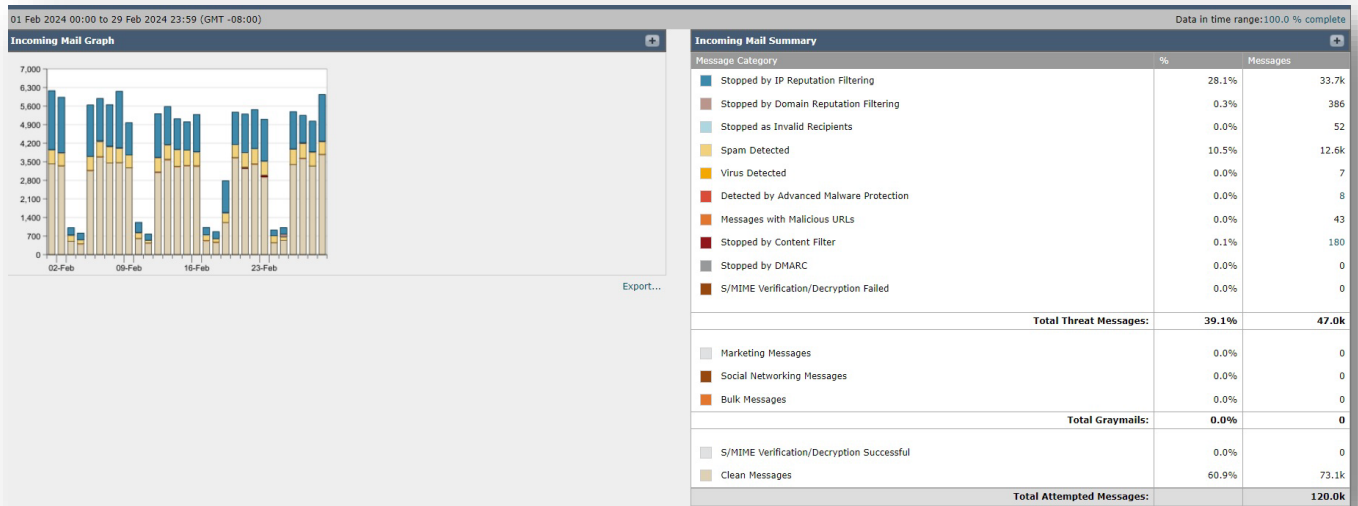 01 Feb 2024 00:00 to 29 Feb 2024 23:59 (GMT -08:00)
Data in time range:100.0 % complete
Incoming Mail Graph
7,000
6,300
5,600
4,900
4,200
3,500
2,800
2,100
1,400
700
0
02-Feb 09-Feb 16-Feb 23-Feb
Export...
Incoming Mail Summary
Message Category % Messages
Stopped by IP Reputation Filtering 28.1% 33.7k
Stopped by Domain Reputation Filtering 0.3% 386
Stopped as Invalid Recipients 0.0% 52
Spam Detected 10.5% 12.6k
Virus Detected 0.0% 7
Detected by Advanced Malware Protection 0.0% 8
Messages with Malicious URLs 0.0% 43
Stopped by Content Filter 0.1% 180
Stopped by DMARC 0.0% 0
S/MIME Verification/Decryption Failed 0.0% 0
Total Threat Messages: 39.1% 47.0k
Marketing Messages 0.0% 0
Social Networking Messages 0.0% 0
Bulk Messages 0.0% 0
Total Graymails: 0.0% 0
S/MIME Verification/Decryption Successful 0.0% 0
Clean Messages 60.9% 73.1k
Total Attempted Messages: 120.0k